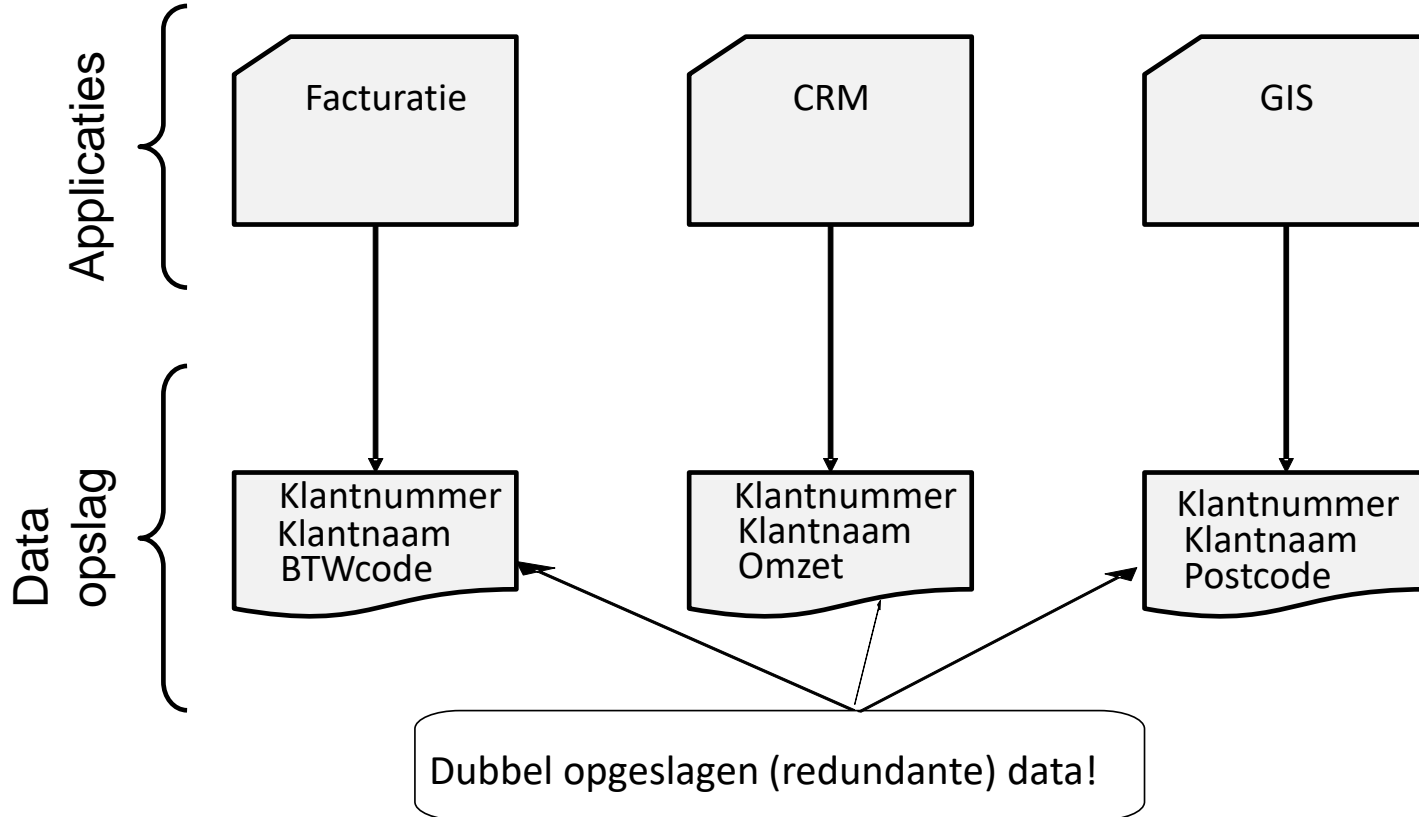 Applicaties
Facturatie
CRM
GIS
Data
opslag
Klantnummer
Klantnaam
BTWcode
Klantnummer
Klantnaam
Omzet
Klantnummer
Klantnaam
Postcode
Dubbel opgeslagen (redundante) data!